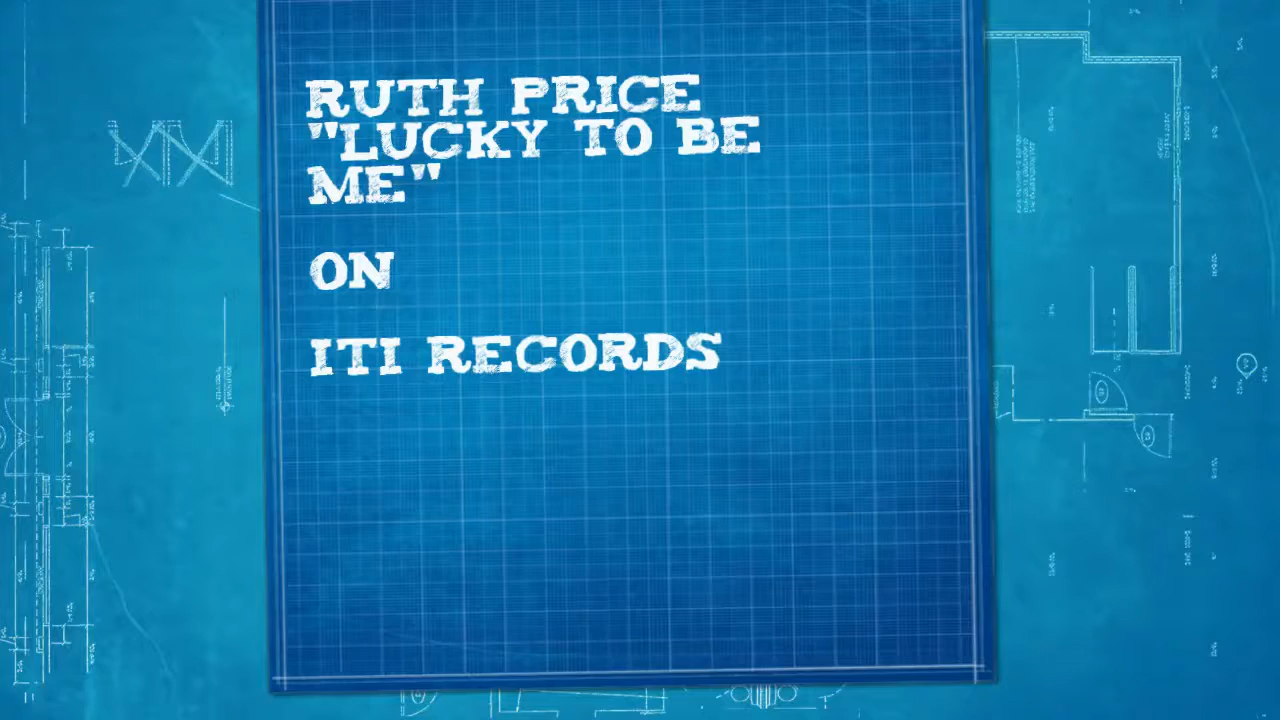 RUTH PRICE
"LUCKY TO BE
ME"
ON
ITI RECORDS